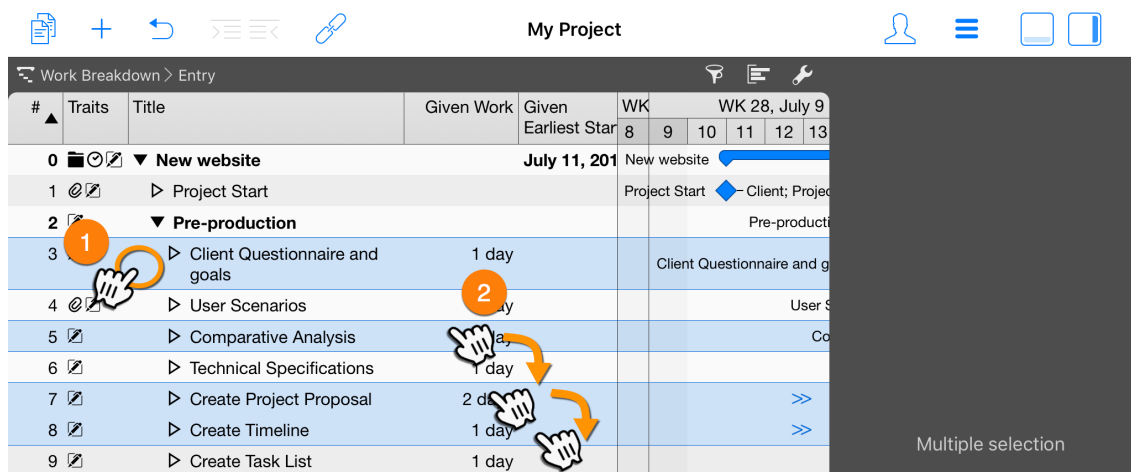 My Project
Work Breakdown > Entry
# Traits Title Given Work Given WK WK 28, July 9
Earliest Star 8 9 10 11 12 13
0 New website July 11, 201 New website
1 Project Start Project Start Client; Projec
2 Pre-production Pre-producti
1
3 Client Questionnaire and 1 day
goals Client Questionnaire and g
2
4 User Scenarios ay User S
5 Comparative Analysis day Co
6 Technical Specifications 1 day
7 Create Project Proposal 2 d >>
8 Create Timeline 1 day >>
Multiple selection
9 Create Task List 1 day